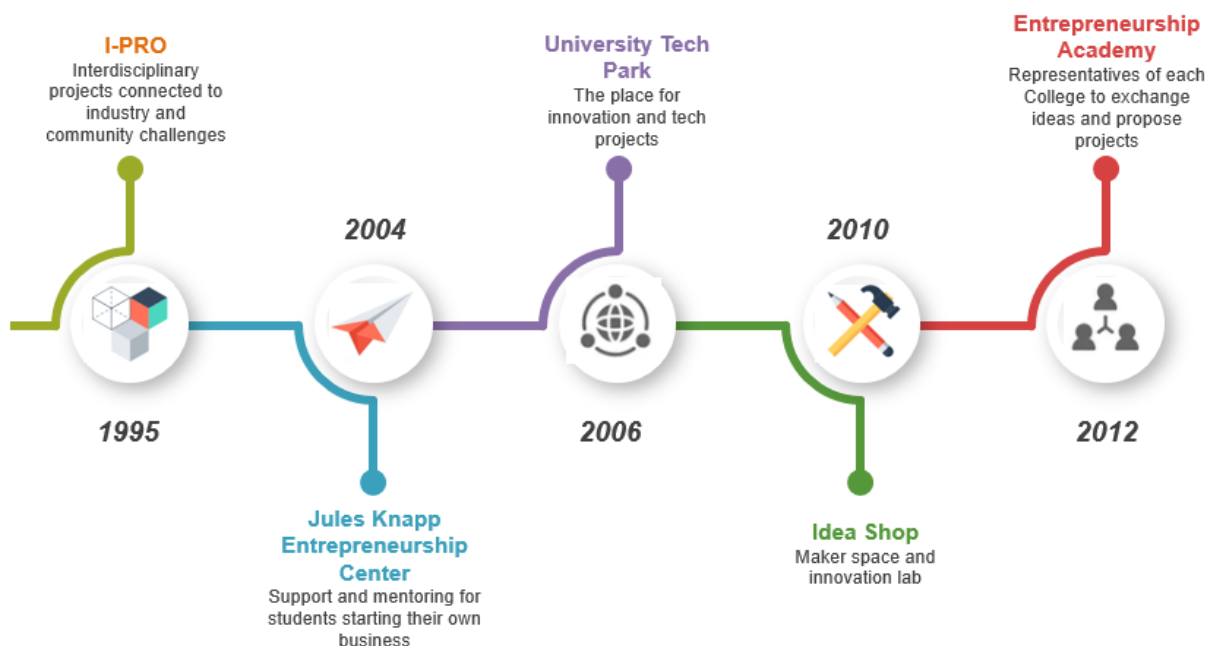 I-PRO
Interdisciplinary
projects connected to
industry and
community challenges
1995
2004
Jules Knapp
Entrepreneurship
Center
Support and mentoring for
students starting their own
business
University Tech
Park
The place for
innovation and tech
projects
2006
2010
Idea Shop
Maker space and
innovation lab
Entrepreneurship
Academy
Representatives of each
College to exchange
ideas and propose
projects
2012